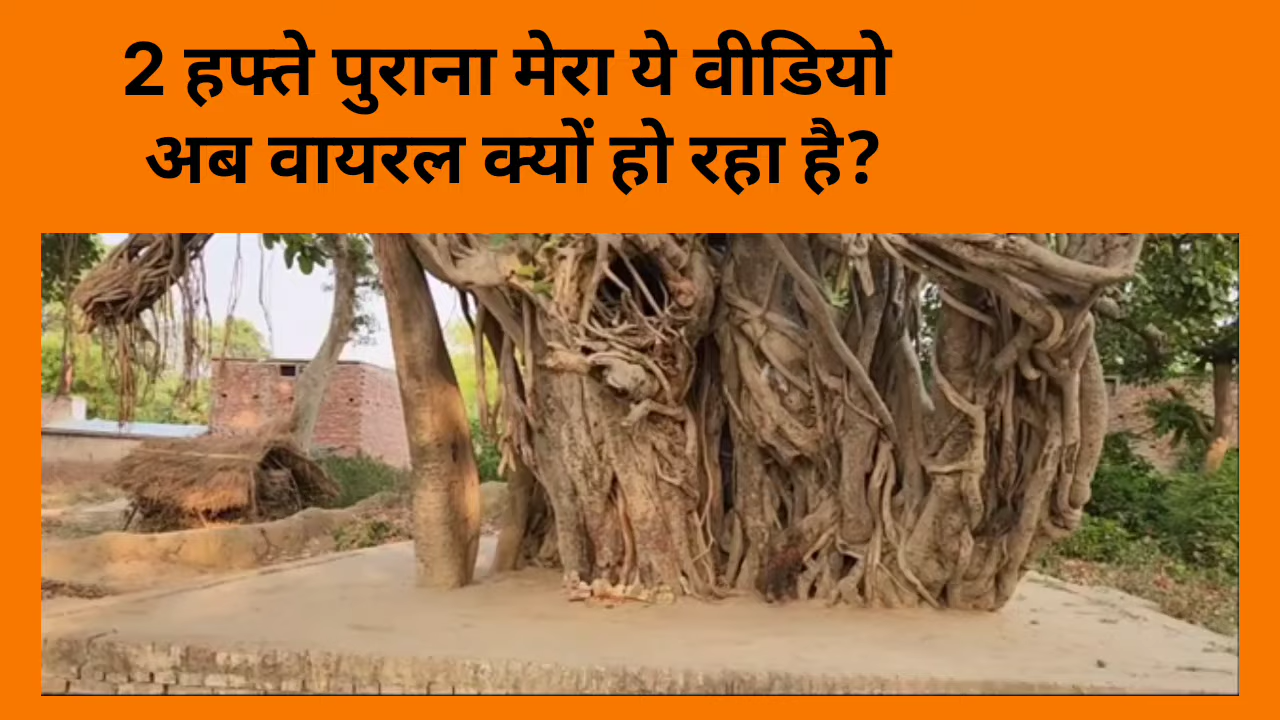 2 हफ्ते पुराना मेरा ये वीडियो
अब वायरल क्यों हो रहा है?